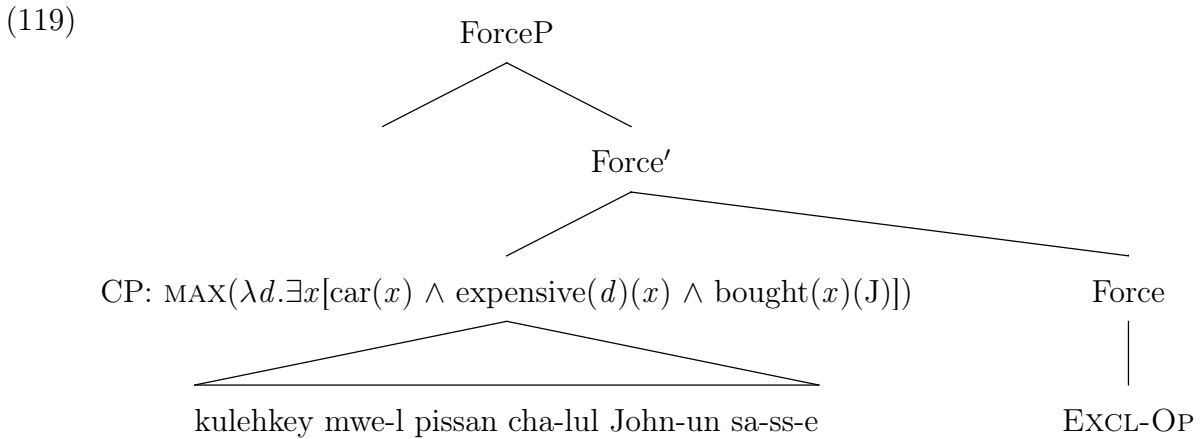 (119)
ForceP
Force′
CP: MAX(λd.∃x[car(x) ∧ expensive(d)(x) ∧ bought(x)(J)])
Force
kulehkey mwe-l pissan cha-lul John-un sa-ss-e
EXCL-OP